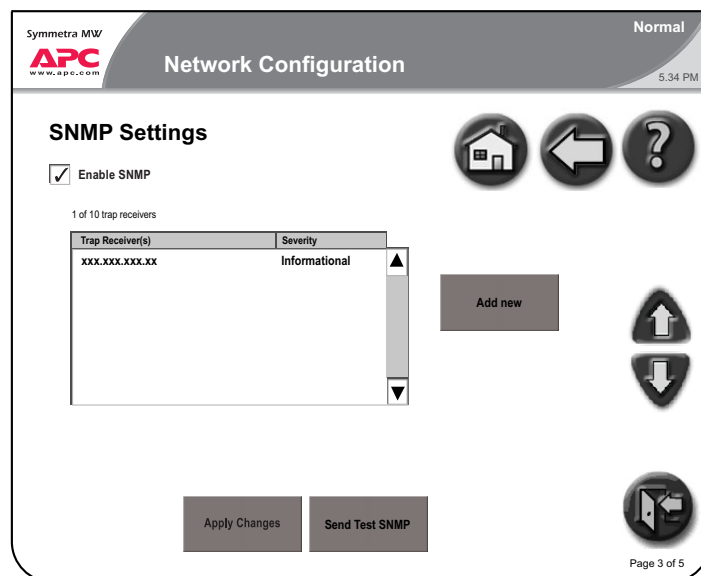 Symmetra MW
Normal
APC
www.apc.com
Network Configuration
5.34 PM
SNMP Settings
?
✓ Enable SNMP
1 of 10 trap receivers
Trap Receiver(s) Severity
xxx.xxx.xxx.xx Informational
Add new
Apply Changes Send Test SNMP
Page 3 of 5